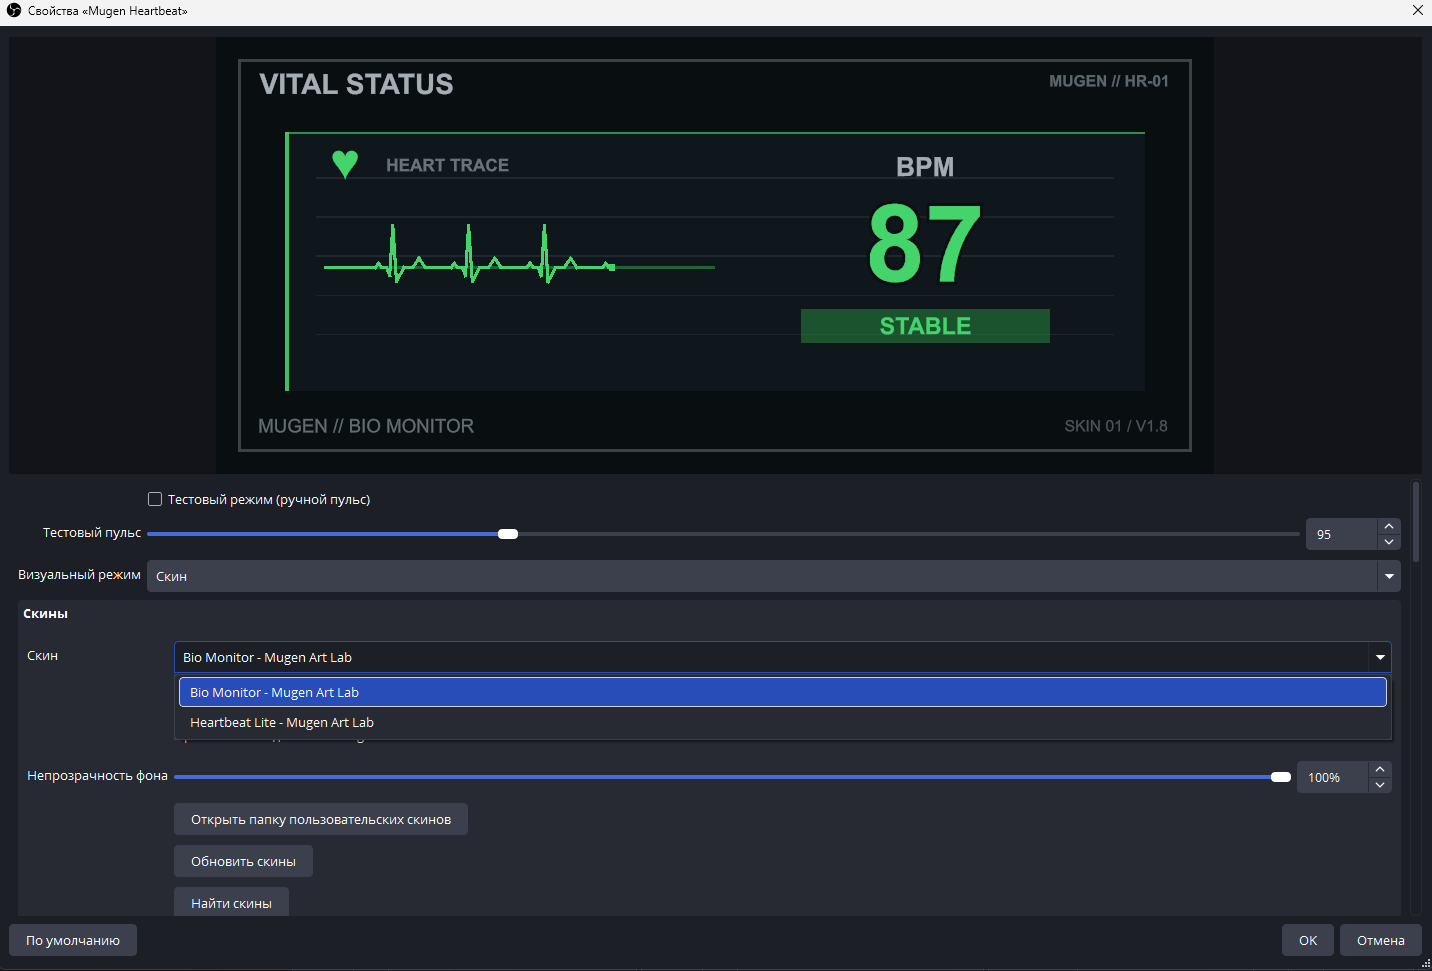 Свойства «Mugen Heartbeat»
VITAL STATUS
MUGEN // HR-01
HEART TRACE
BPM
87
STABLE
MUGEN // BIO MONITOR
SKIN 01 / V1.8
Тестовый режим (ручной пульс)
Тестовый пульс
95
Визуальный режим
Скин
Скины
Скин
Bio Monitor - Mugen Art Lab
Bio Monitor - Mugen Art Lab
Heartbeat Lite - Mugen Art Lab
Непрозрачность фона
100%
Открыть папку пользовательских скинов
Обновить скины
Найти скины
По умолчанию
OK
Отмена